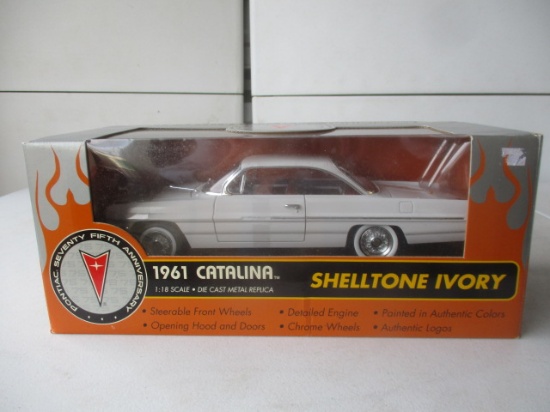 PONTIAC SEVENTY FIFTH ANNIVERSARY
1961 CATALINA™
1:18 SCALE • DIE CAST METAL REPLICA
SHELLTONE IVORY
• Steerable Front Wheels
• Opening Hood and Doors
• Detailed Engine
• Chrome Wheels
• Painted in Authentic Colors
• Authentic Logos